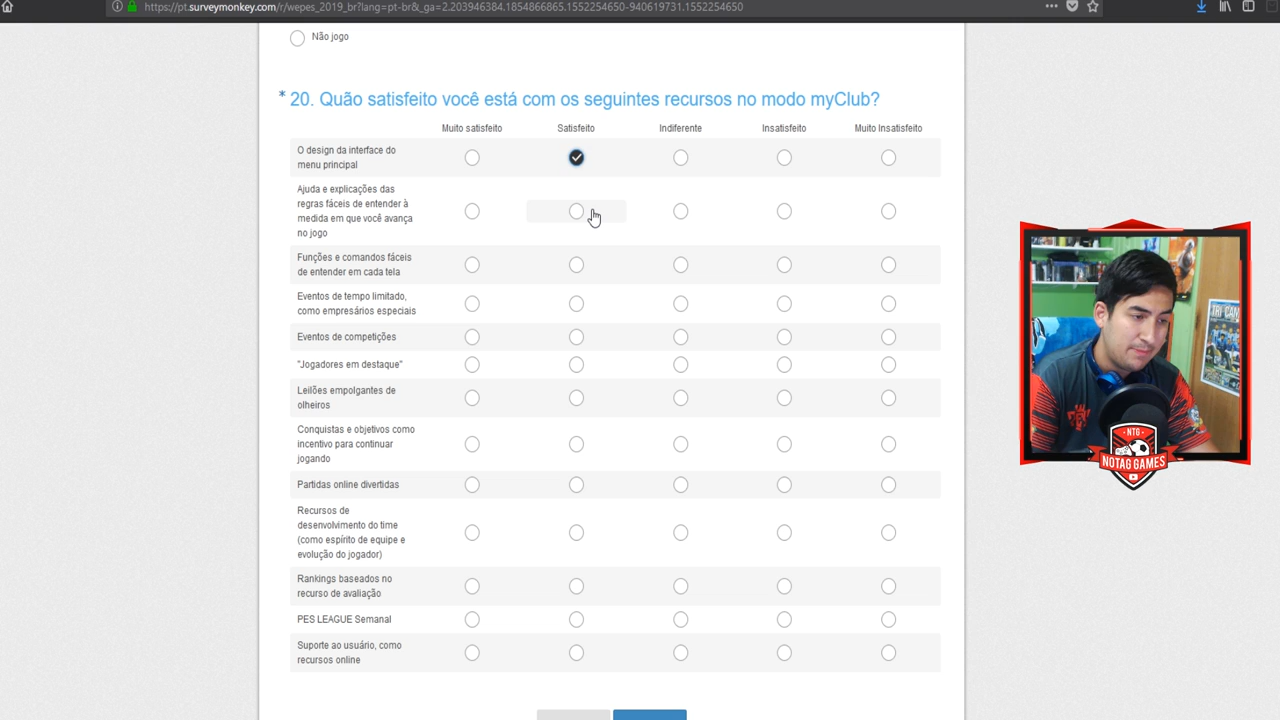 https://pt.surveymonkey.com/r/wepes_2019_br?lang=pt-br&_ga=2.203946384.1854866865.1552254650-940619731.1552254650
Não jogo
* 20. Quão satisfeito você está com os seguintes recursos no modo myClub?
Muito satisfeito Satisfeito Indiferente Insatisfeito Muito Insatisfeito
O design da interface do
menu principal
Ajuda e explicações das
regras fáceis de entender à
medida em que você avança
no jogo
Funções e comandos fáceis
de entender em cada tela
Eventos de tempo limitado,
como empresários especiais
Eventos de competições
"Jogadores em destaque"
Leilões empolgantes de
olheiros
Conquistas e objetivos como
incentivo para continuar
jogando
Partidas online divertidas
Recursos de
desenvolvimento do time
(como espírito de equipe e
evolução do jogador)
Rankings baseados no
recurso de avaliação
PES LEAGUE Semanal
Suporte ao usuário, como
recursos online
TRI CAM
NTG
NOTAG GAMES